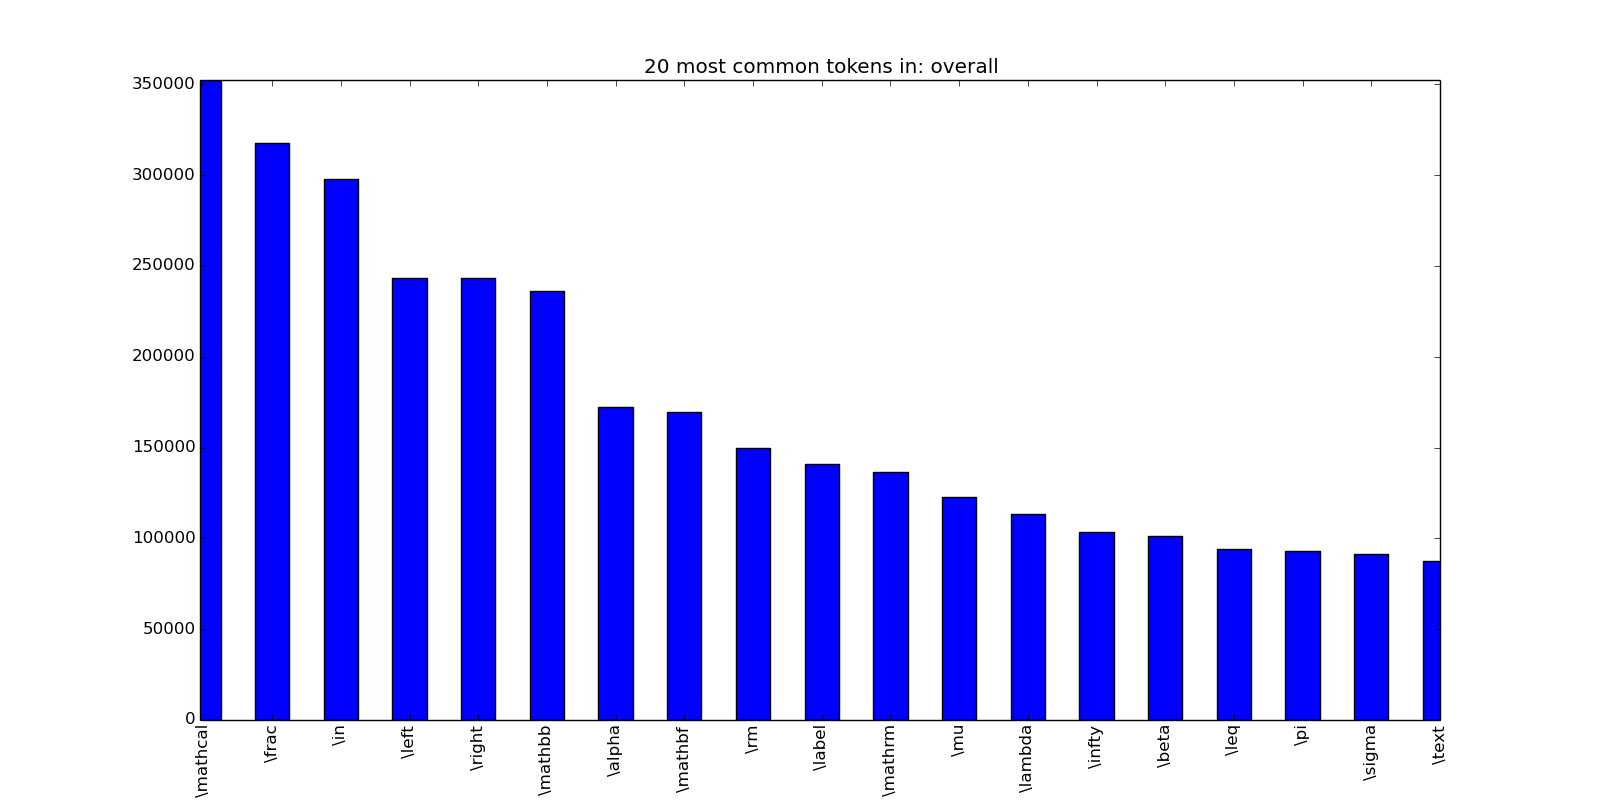 20 most common tokens in: overall
350000
300000
250000
200000
150000
100000
50000
0
\mathcal
\frac
\in
\left
\right
\mathbb
\alpha
\mathbf
\rm
\label
\mathrm
\mu
\lambda
\infty
\beta
\leq
\pi
\sigma
\text